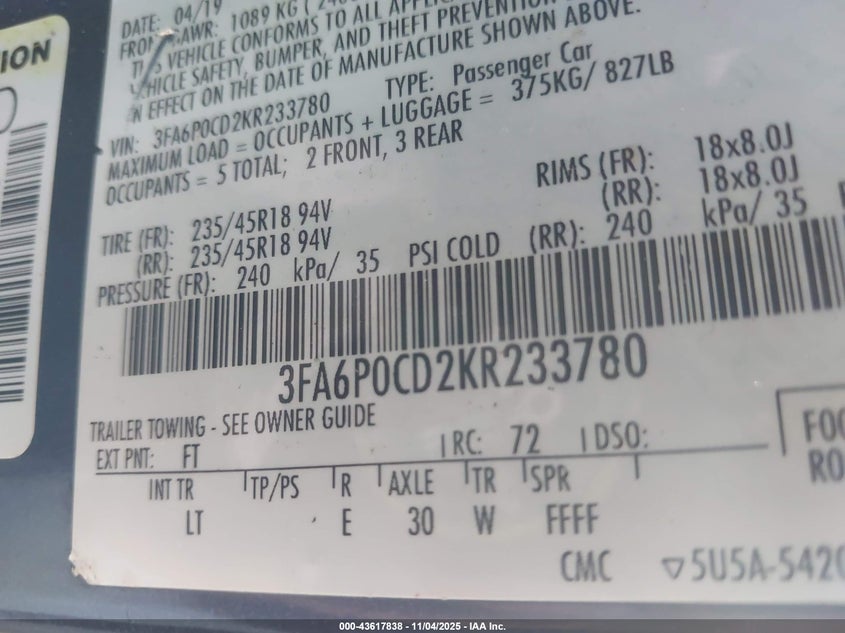 DATE: 04/19
1089 KG
THIS VEHICLE CONFORMS TO ALL
VEHICLE SAFETY, BUMPER, AND THEFT PREVENTION
IN EFFECT ON THE DATE OF MANUFACTURE SHOWN ABOVE.
VIN: 3FA6P0CD2KR233780 TYPE: Passenger Car
MAXIMUM LOAD = OCCUPANTS + LUGGAGE = 375KG/ 827LB
OCCUPANTS = 5 TOTAL; 2 FRONT, 3 REAR
RIMS (FR): 18x8.0J
(RR): 18x8.0J
TIRE (FR): 235/45R18 94V
(RR): 235/45R18 94V
PRESSURE (FR): 240 kPa/ 35 PSI COLD (RR): 240 kPa/ 35
3FA6P0CD2KR233780
TRAILER TOWING - SEE OWNER GUIDE
EXT PNT: FT RC: 72 DSO:
INT TR TP/PS R AXLE TR SPR
LT E 30 W FFFF
CMC 5U5A-5420
000-43617838 - 11/04/2025 - IAA Inc.